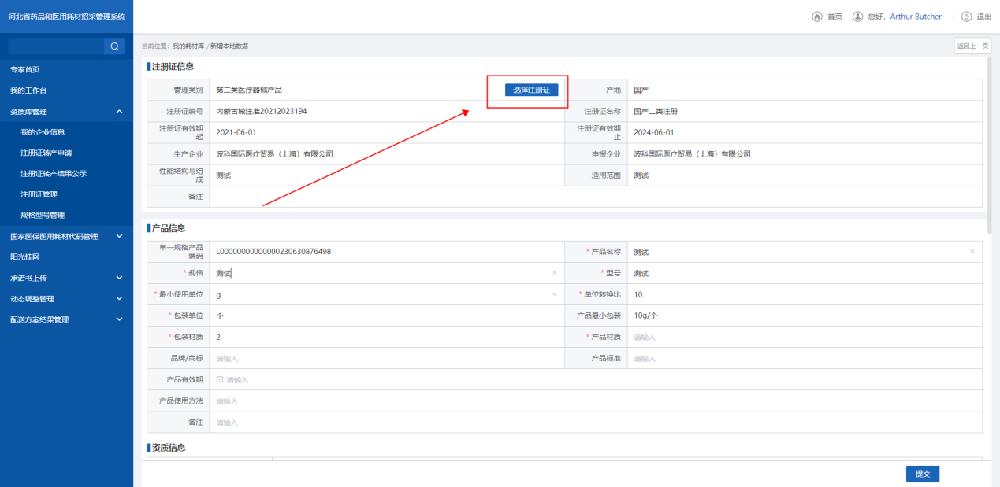 河北省药品和医用耗材招采管理系统
首页 您好, Arthur Butcher 退出
当前位置: 我的耗材库 / 新增本地数据
返回上一页
专家首页
我的工作台
资质库管理
我的企业信息
注册证转产申请
注册证转产结果公示
注册证管理
规格型号管理
国家医保医用耗材代码管理
阳光挂网
承诺书上传
动态调整管理
配送方案结果管理
注册证信息
管理类别 第二类医疗器械产品 选择注册证 产地 国产
注册证编号 内蒙古械注准20212023194 注册证名称 国产二类注册
注册证有效期起 2021-06-01 注册证有效期止 2024-06-01
生产企业 波科国际医疗贸易（上海）有限公司 申报企业 波科国际医疗贸易（上海）有限公司
性能结构与组成 测试 适用范围 测试
备注
产品信息
单一规格产品编码 L00000000000000230630876498 * 产品名称 测试
* 规格 测试 * 型号 测试
* 最小使用单位 g * 单位转换比 10
* 包装单位 个 产品最小包装 10g/个
* 包装材质 2 * 产品材质 请输入
品牌/商标 请输入 产品标准 请输入
产品有效期 请输入
产品使用方法 请输入
备注 请输入
资质信息
提交